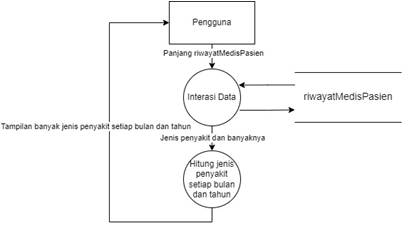 Pengguna
Panjang riwayatMedisPasien
Interasi Data
riwayatMedisPasien
Tampilan banyak jenis penyakit setiap bulan dan tahun
Jenis penyakit dan banyaknya
Hitung jenis
penyakit
setiap bulan
dan tahun